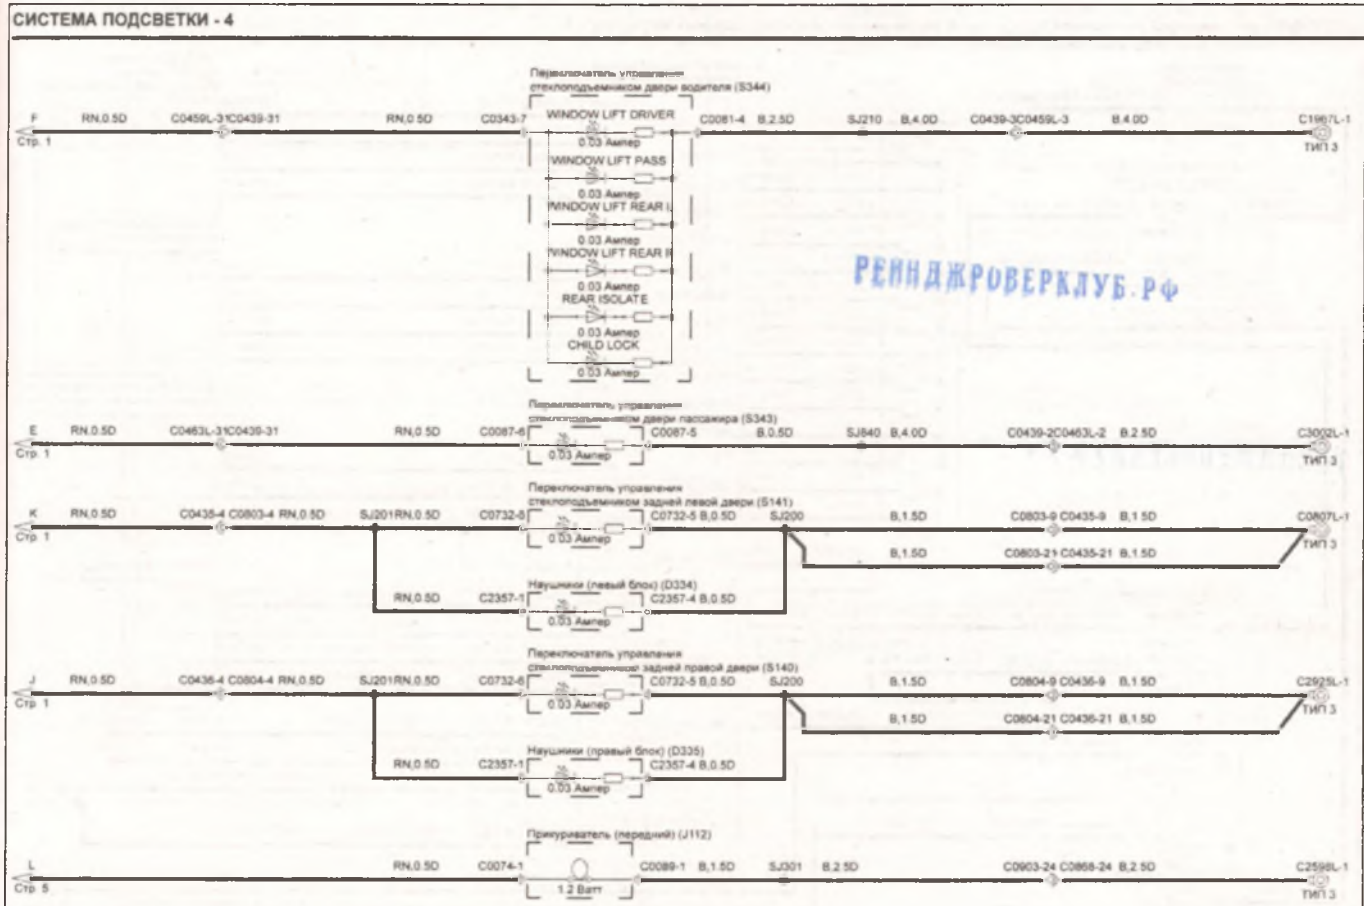 СИСТЕМА ПОДСВЕТКИ - 4
Переключатель управления
стеклоподъемником двери водителя (S344)
F RN,0.5D C0459L-31C0439-31 RN,0.5D C0343-7 WINDOW LIFT DRIVER C0081-4 B,2.5D SJ210 B,4.0D C0439-3C0459L-3 B,4.0D C1967L-1
Стр. 1 0.03 Ампер ТИП 3
WINDOW LIFT PASS
0.03 Ампер
WINDOW LIFT REAR L
0.03 Ампер
WINDOW LIFT REAR R
0.03 Ампер
REAR ISOLATE
0.03 Ампер
CHILD LOCK
0.03 Ампер
РЕИНДЖРОВЕРКЛУБ.РФ
Переключатель управления
стеклоподъемником двери пассажира (S343)
E RN,0.5D C0463L-31C0439-31 RN,0.5D C0087-6 C0087-5 B,0.5D SJ840 B,4.0D C0439-2C0463L-2 B,2.5D C3002L-1
Стр. 1 0.03 Ампер ТИП 3
Переключатель управления
стеклоподъемником задней левой двери (S141)
K RN,0.5D C0435-4 C0803-4 RN,0.5D SJ201RN,0.5D C0732-6 C0732-5 B,0.5D SJ200 B,1.5D C0803-9 C0435-9 B,1.5D C0807L-1
Стр. 1 0.03 Ампер ТИП 3
B,1.5D C0803-21 C0435-21 B,1.5D
Наушники (левый блок) (D334)
RN,0.5D C2357-1 C2357-4 B,0.5D
0.03 Ампер
Переключатель управления
стеклоподъемником задней правой двери (S140)
J RN,0.5D C0436-4 C0804-4 RN,0.5D SJ201RN,0.5D C0732-6 C0732-5 B,0.5D SJ200 B,1.5D C0804-9 C0436-9 B,1.5D C2925L-1
Стр. 1 0.03 Ампер ТИП 3
B,1.5D C0804-21 C0436-21 B,1.5D
Наушники (правый блок) (D335)
RN,0.5D C2357-1 C2357-4 B,0.5D
0.03 Ампер
Прикуриватель (передний) (J112)
L RN,0.5D C0074-1 C0089-1 B,1.5D SJ301 B,2.5D C0903-24 C0868-24 B,2.5D C2598L-1
Стр. 5 1.2 Ватт ТИП 3